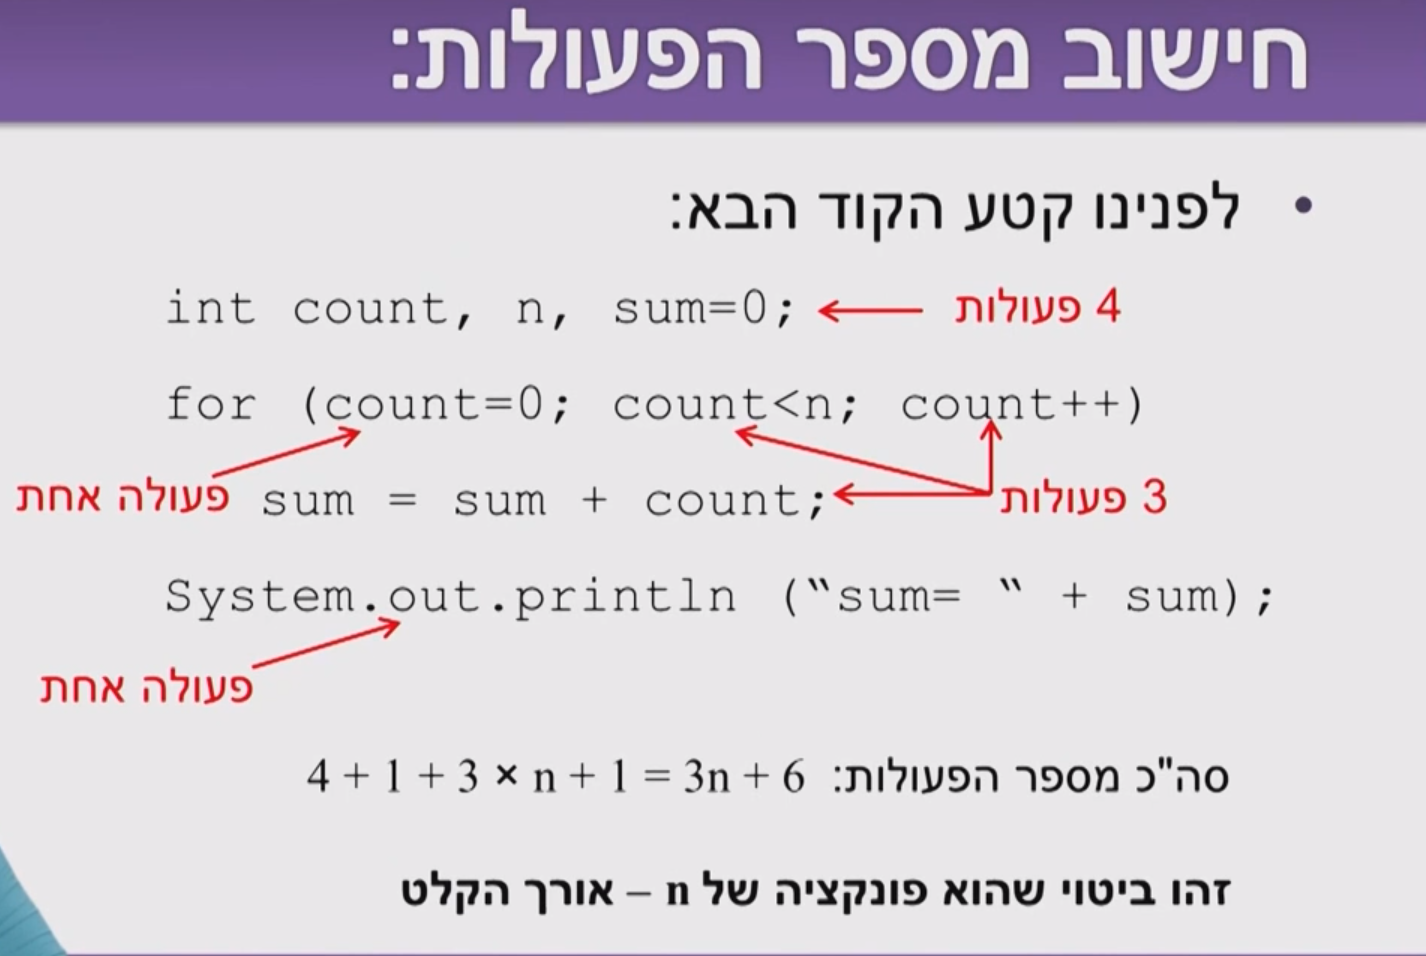 חישוב מספר הפעולות:
• לפנינו קטע הקוד הבא:
int count, n, sum=0; 4 פעולות
for (count=0; count<n; count++)
פעולה אחת sum = sum + count; 3 פעולות
System.out.println (“sum= “ + sum);
פעולה אחת
סה"כ מספר הפעולות: 4 + 1 + 3 × n + 1 = 3n + 6
זהו ביטוי שהוא פונקציה של n – אורך הקלט